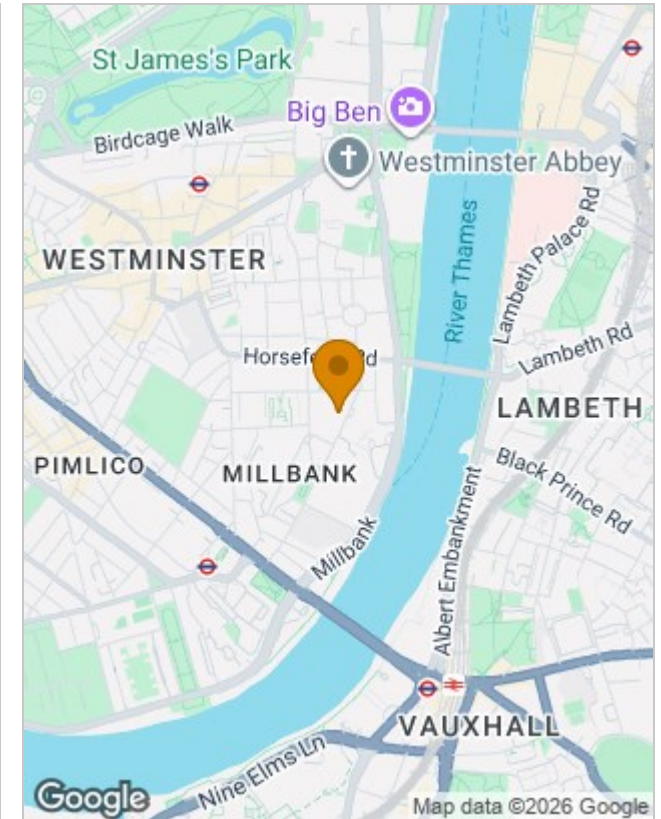 St James's Park
Big Ben
Birdcage Walk
Westminster Abbey
WESTMINSTER
River Thames
Lambeth Palace Rd
Horsefe
d
Lambeth Rd
LAMBETH
PIMLICO
MILLBANK
Black Prince Rd
Millbank
Albert Embankment
VAUXHALL
Nine Elms Ln
Google
Map data ©2026 Google